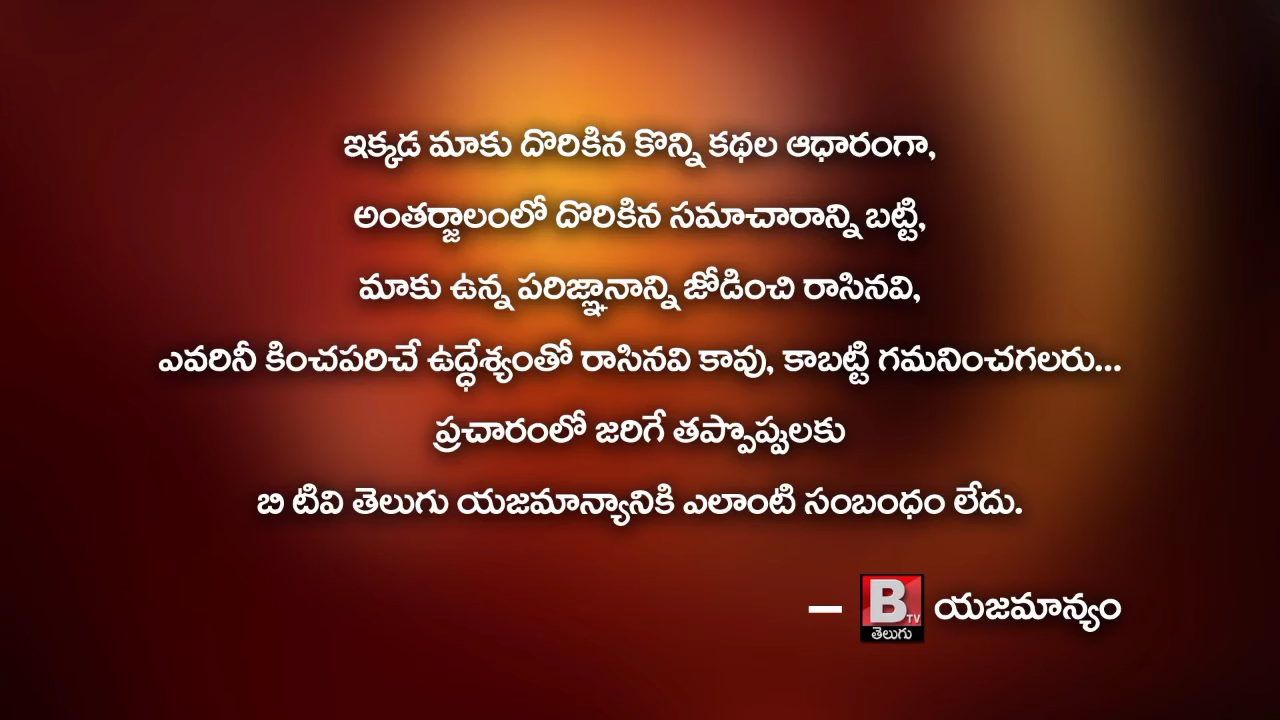 ఇక్కడ మాకు దొరికిన కొన్ని కథల ఆధారంగా,
అంతర్జాలంలో దొరికిన సమాచారాన్ని బట్టి,
మాకు ఉన్న పరిజ్ఞానాన్ని జోడించి రాసినవి,
ఎవరినీ కించపరిచే ఉద్ధేశ్యంతో రాసినవి కావు, కాబట్టి గమనించగలరు...
ప్రచారంలో జరిగే తప్పొప్పులకు
బి టివి తెలుగు యజమాన్యానికి ఎలాంటి సంబంధం లేదు.
– B TV తెలుగు యజమాన్యం